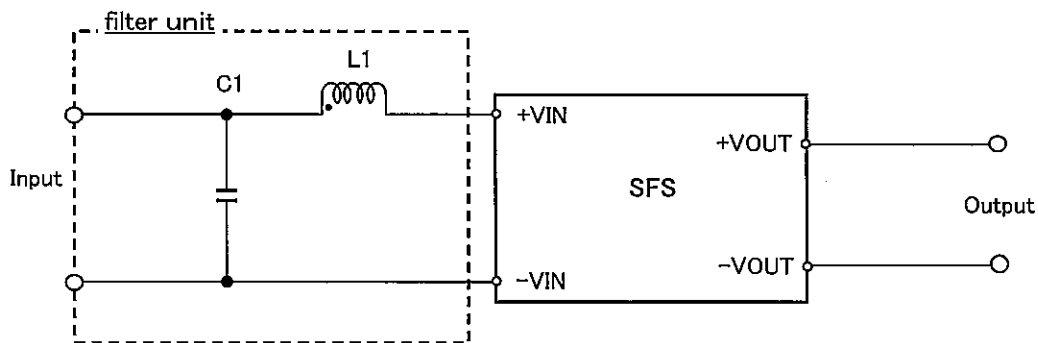 filter unit
L1
C1
+VIN
+VOUT
SFS
Input
Output
-VOUT
-VIN